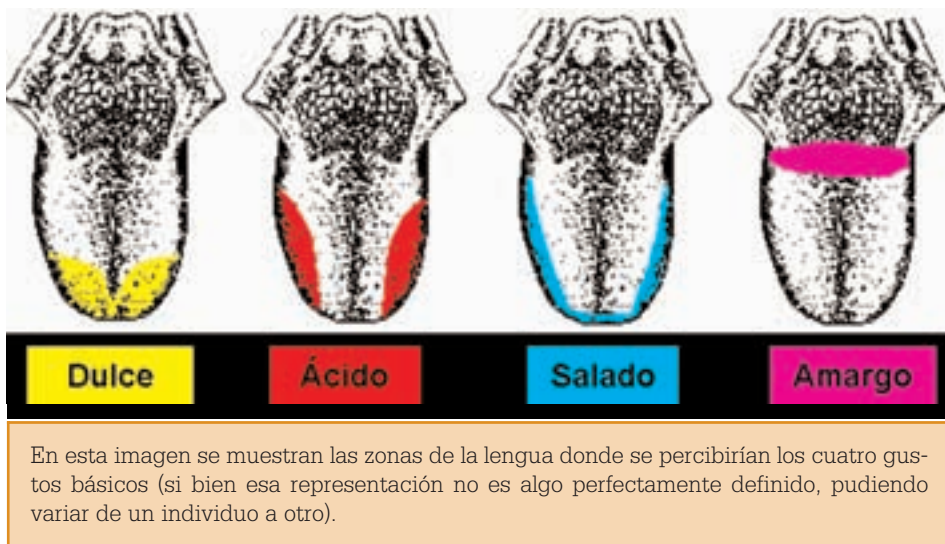 Dulce
Ácido
Salado
Amargo
En esta imagen se muestran las zonas de la lengua donde se percibirían los cuatro gus-
tos básicos (si bien esa representación no es algo perfectamente definido, pudiendo
variar de un individuo a otro).